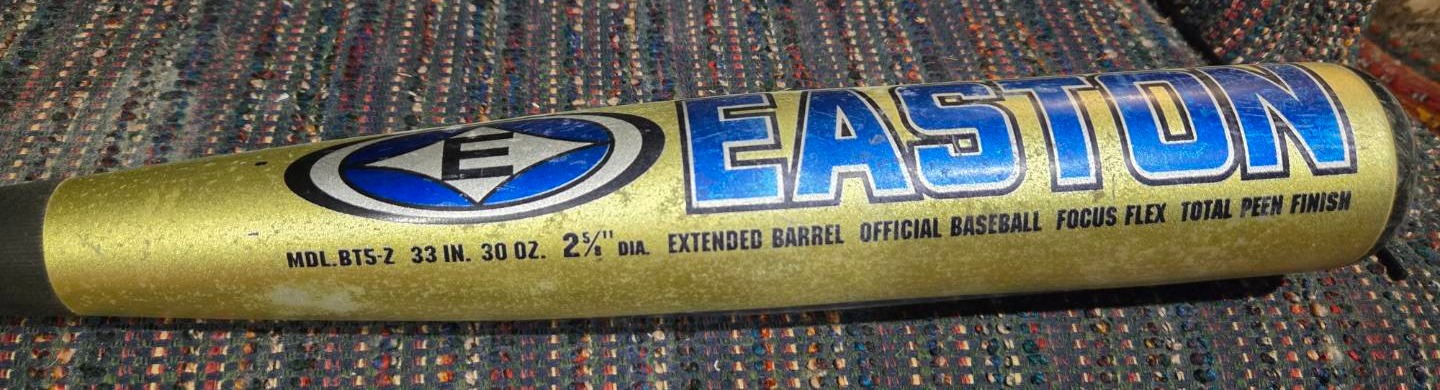 E
EASTON
MDL.BT5-Z 33 IN. 30 OZ. 2⅝" DIA. EXTENDED BARREL OFFICIAL BASEBALL FOCUS FLEX TOTAL PEEN FINISH